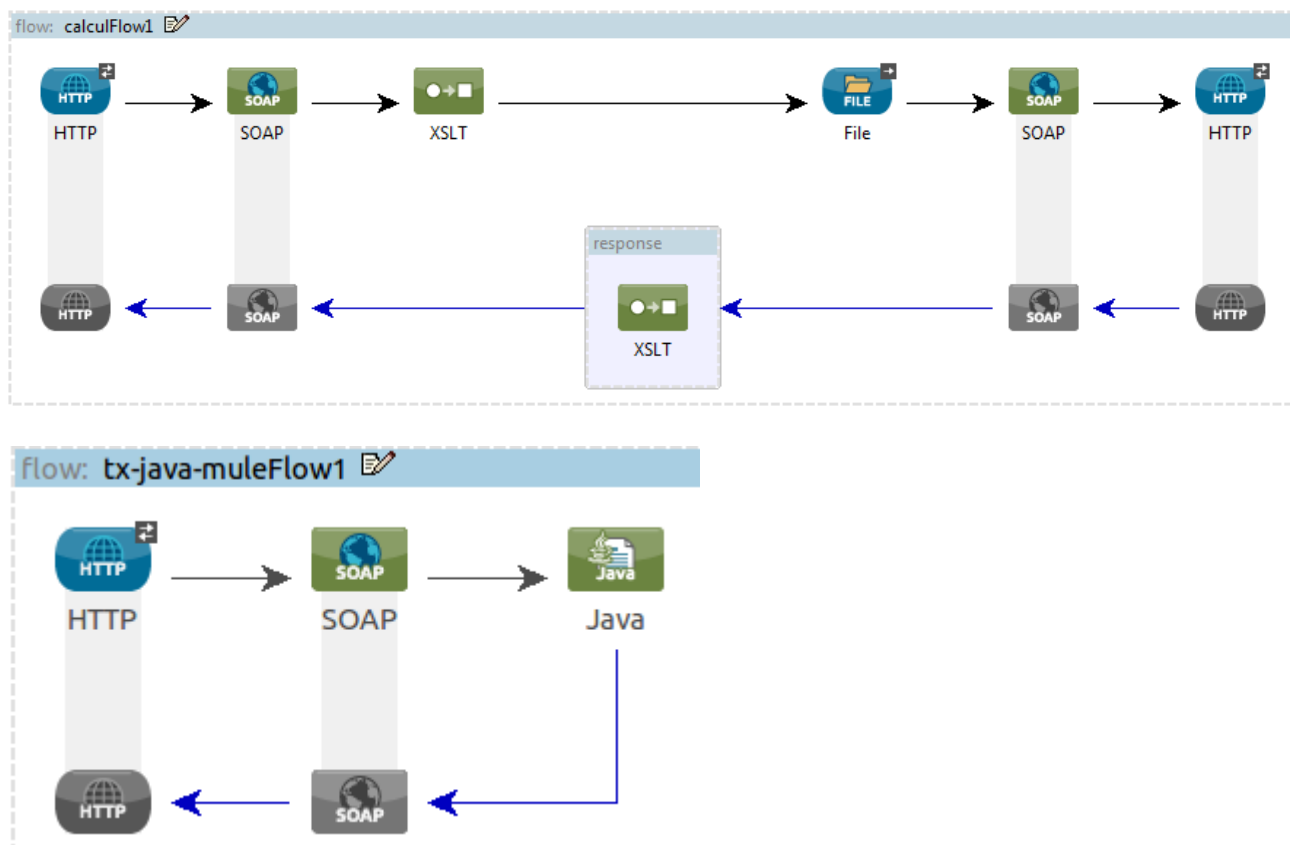 flow: calculFlow1
HTTP SOAP FILE SOAP HTTP
HTTP SOAP XSLT File SOAP HTTP
response
HTTP SOAP SOAP HTTP
XSLT
flow: tx-java-muleFlow1
HTTP SOAP Java
HTTP SOAP Java
HTTP SOAP